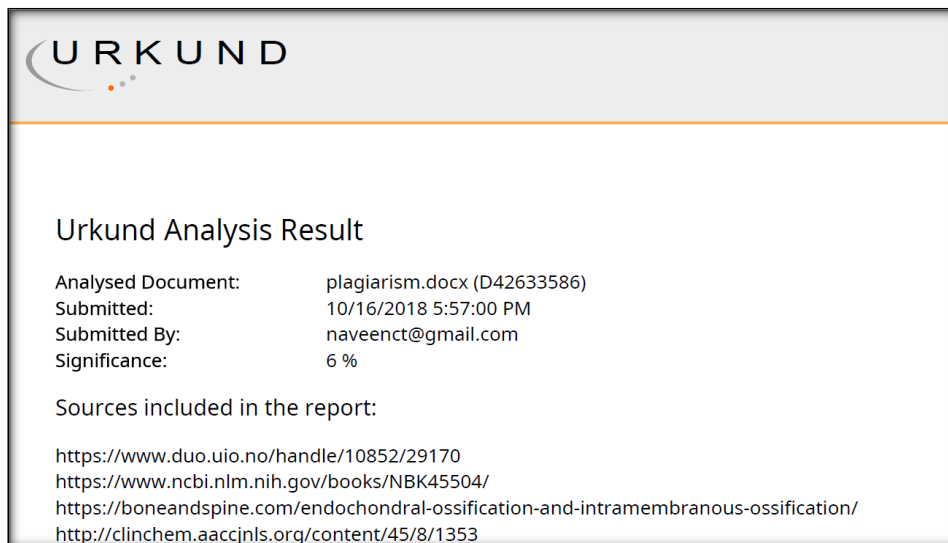 URKUND
Urkund Analysis Result
Analysed Document: plagiarism.docx (D42633586)
Submitted: 10/16/2018 5:57:00 PM
Submitted By: naveenct@gmail.com
Significance: 6 %
Sources included in the report:
https://www.duo.uio.no/handle/10852/29170
https://www.ncbi.nlm.nih.gov/books/NBK45504/
https://boneandspine.com/endochondral-ossification-and-intramembranous-ossification/
http://clinchem.aaccjnls.org/content/45/8/1353